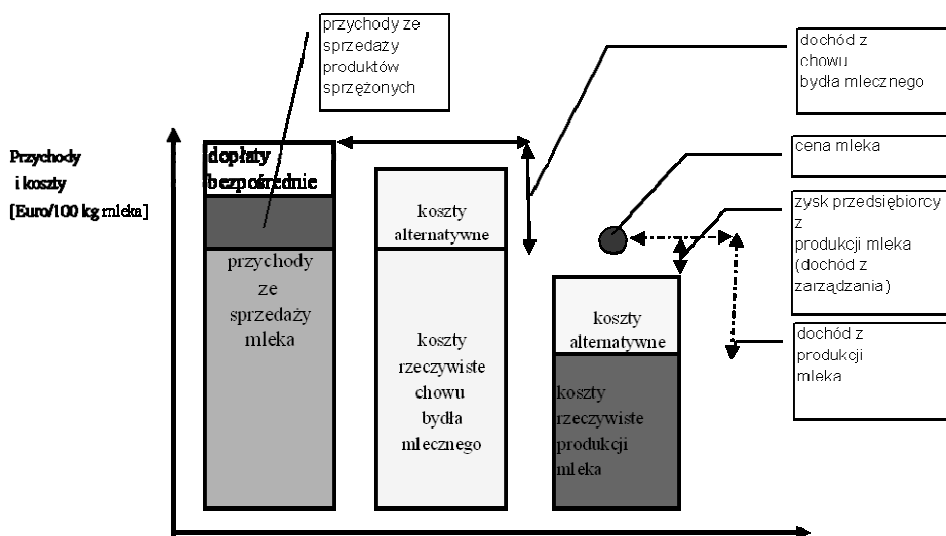 przychody ze
sprzedaży
produktów
sprzężonych
dochód z
chowu
bydła mlecznego
cena mleka
zysk przedsiębiorcy
z
produkcji mleka
(dochód z
zarządzania)
dochód z
produkcji
mleka
Przychody
i koszty
[Euro/100 kg mleka]
dopłaty
bezpośrednie
przychody
ze
sprzedaży
mleka
koszty
alternatywne
koszty
rzeczywiste
chowu
bydła
mlecznego
koszty
alternatywne
koszty
rzeczywiste
produkcji
mleka